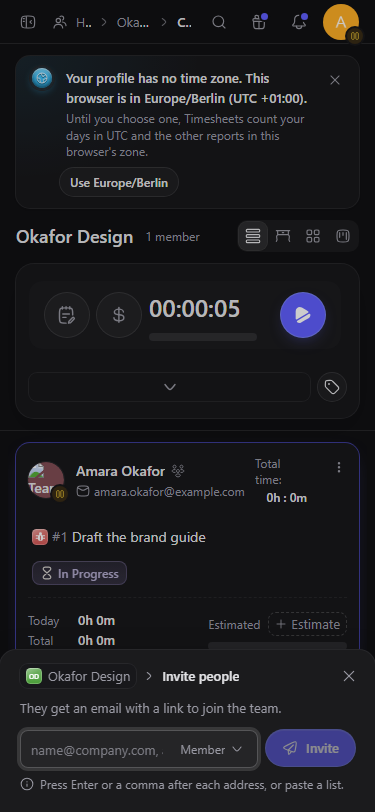 H.. > Oka... > C..
A
Your profile has no time zone. This
browser is in Europe/Berlin (UTC +01:00).
Until you choose one, Timesheets count your
days in UTC and the other reports in this
browser's zone.
Use Europe/Berlin
Okafor Design 1 member
00:00:05
Amara Okafor
amara.okafor@example.com
Total
time:
0h : 0m
#1 Draft the brand guide
In Progress
Today 0h 0m
Estimated + Estimate
Total 0h 0m
Okafor Design > Invite people
They get an email with a link to join the team.
name@company.com, Member
Invite
Press Enter or a comma after each address, or paste a list.